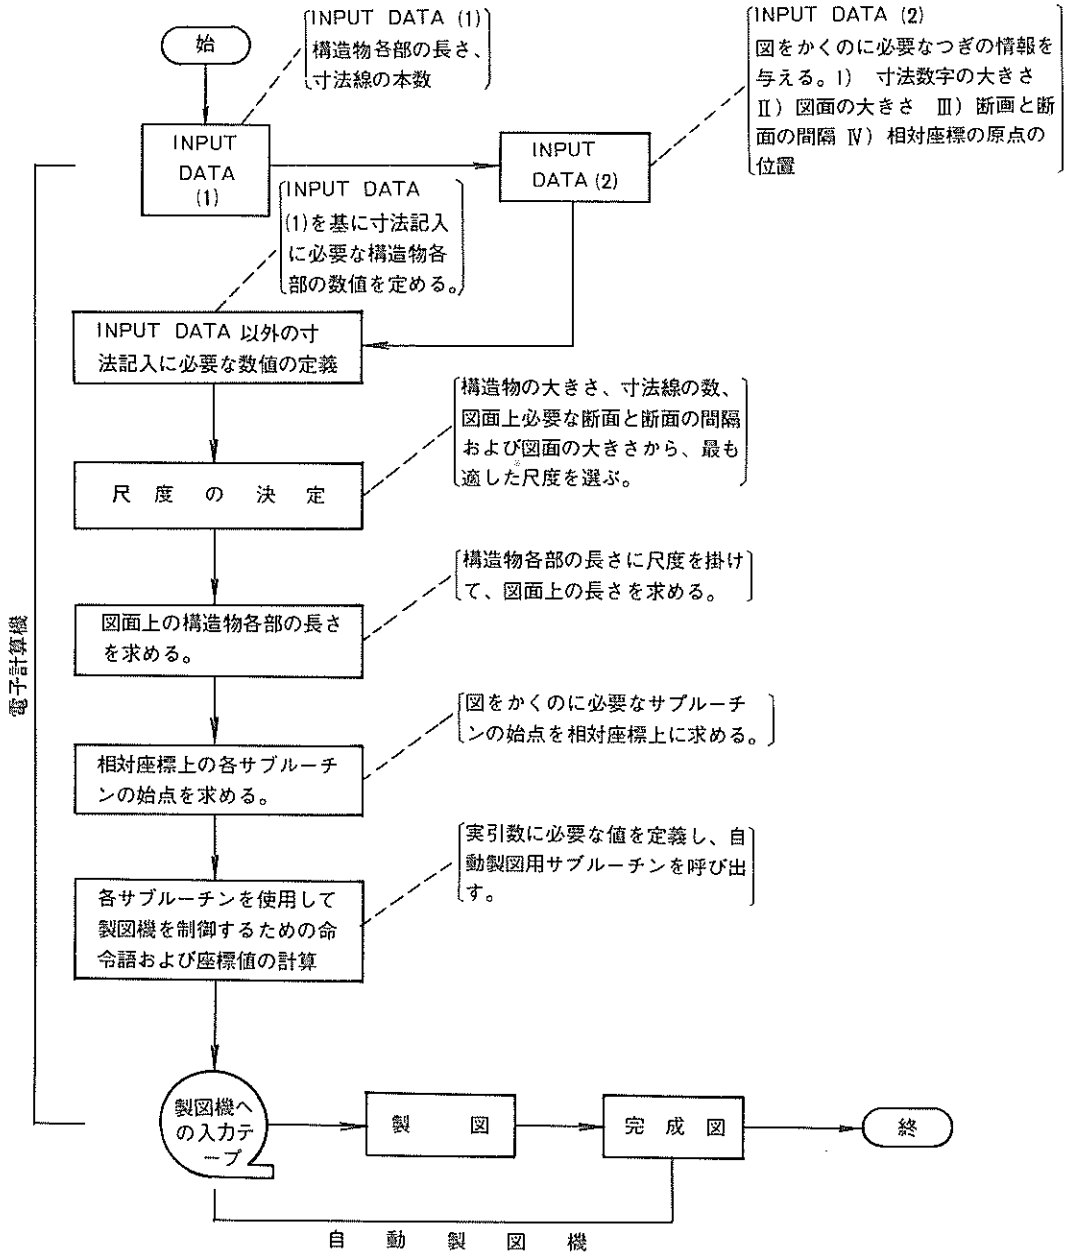 始
INPUT DATA (1)
構造物各部の長さ、
寸法線の本数
INPUT DATA (2)
図をかくのに必要なつぎの情報を
与える。I) 寸法数字の大きさ
Ⅱ) 図面の大きさ Ⅲ) 断画と断
面の間隔 Ⅳ) 相対座標の原点の
位置
INPUT
DATA
(1)
INPUT
DATA (2)
INPUT DATA
(1)を基に寸法記入
に必要な構造物各
部の数値を定める。
INPUT DATA 以外の寸
法記入に必要な数値の定義
構造物の大きさ、寸法線の数、
図面上必要な断面と断面の間隔
および図面の大きさから、最も
適した尺度を選ぶ。
尺度の決定
構造物各部の長さに尺度を掛け
て、図面上の長さを求める。
図面上の構造物各部の長さ
を求める。
電子計算機
図をかくのに必要なサブルーチ
ンの始点を相対座標上に求める。
相対座標上の各サブルーチ
ンの始点を求める。
実引数に必要な値を定義し、自
動製図用サブルーチンを呼び出
す。
各サブルーチンを使用して
製図機を制御するための命
令語および座標値の計算
製図機へ
の入力テ
ープ
製図
完成図
終
自動製図機